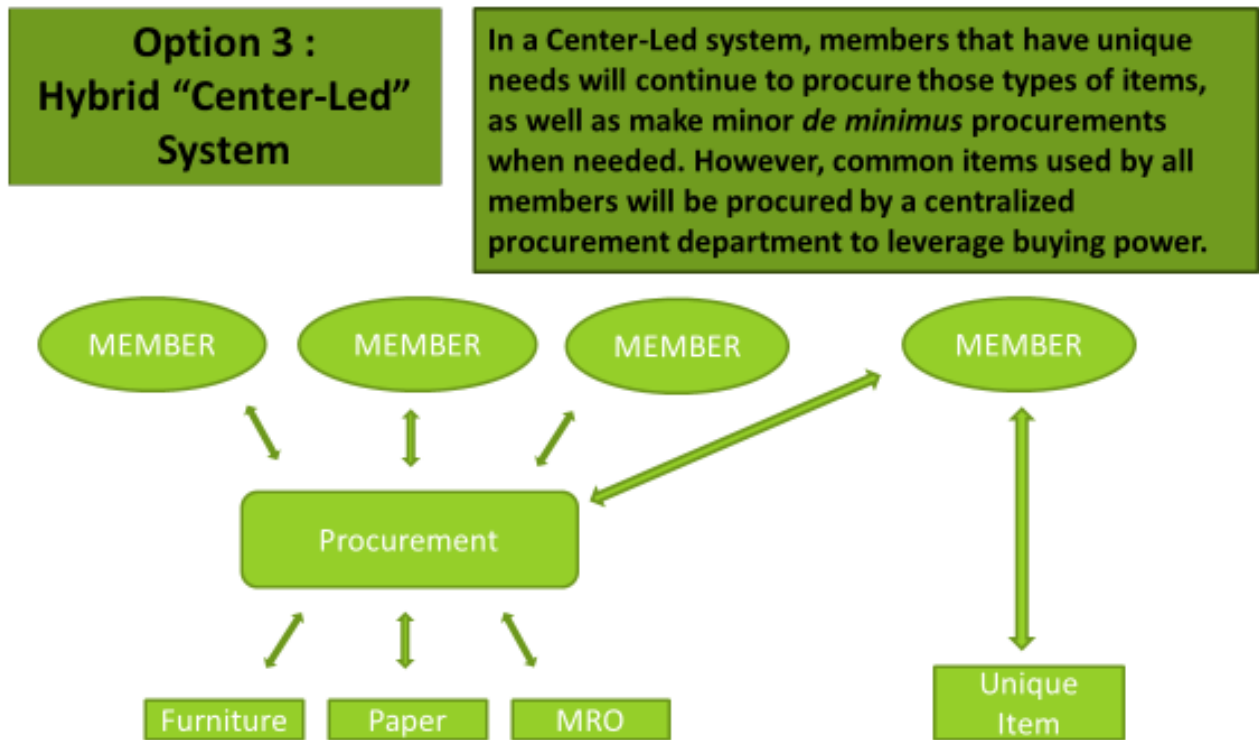 Option 3 :
Hybrid “Center-Led”
System
In a Center-Led system, members that have unique
needs will continue to procure those types of items,
as well as make minor de minimus procurements
when needed. However, common items used by all
members will be procured by a centralized
procurement department to leverage buying power.
MEMBER
MEMBER
MEMBER
MEMBER
Procurement
Furniture
Paper
MRO
Unique
Item